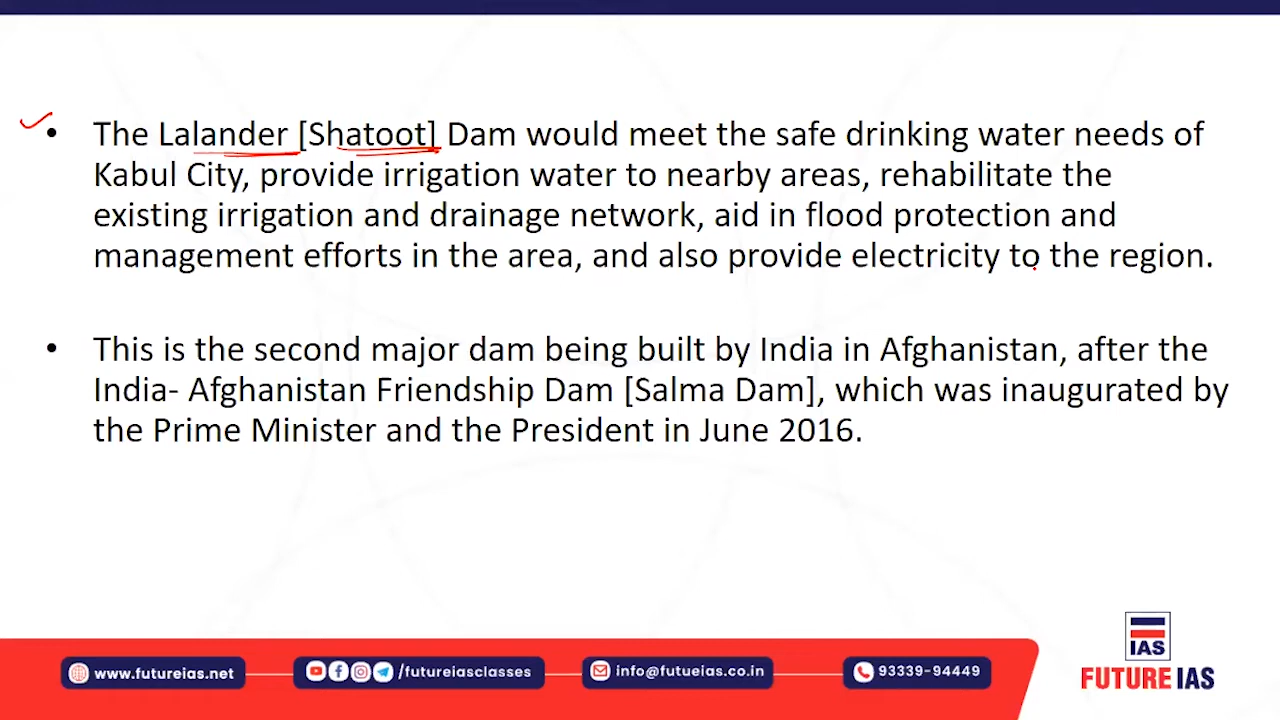 • The Lalander [Shatoot] Dam would meet the safe drinking water needs of
Kabul City, provide irrigation water to nearby areas, rehabilitate the
existing irrigation and drainage network, aid in flood protection and
management efforts in the area, and also provide electricity to the region.
• This is the second major dam being built by India in Afghanistan, after the
India- Afghanistan Friendship Dam [Salma Dam], which was inaugurated by
the Prime Minister and the President in June 2016.
www.futureias.net
/futureiasclasses
info@futueias.co.in
93339-94449
IAS
FUTURE IAS